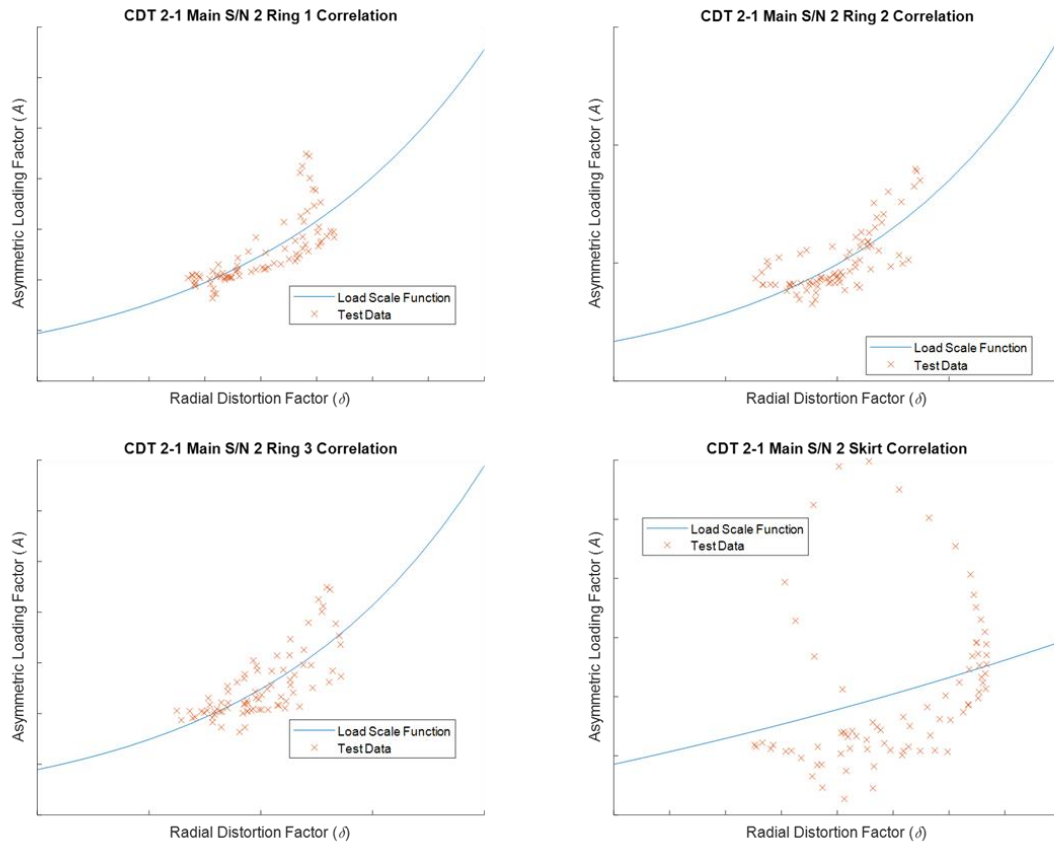 CDT 2-1 Main S/N 2 Ring 1 Correlation
Asymmetric Loading Factor (A)
Load Scale Function
Test Data
Radial Distortion Factor (δ)
CDT 2-1 Main S/N 2 Ring 2 Correlation
Asymmetric Loading Factor (A)
Load Scale Function
Test Data
Radial Distortion Factor (δ)
CDT 2-1 Main S/N 2 Ring 3 Correlation
Asymmetric Loading Factor (A)
Load Scale Function
Test Data
Radial Distortion Factor (δ)
CDT 2-1 Main S/N 2 Skirt Correlation
Asymmetric Loading Factor (A)
Load Scale Function
Test Data
Radial Distortion Factor (δ)